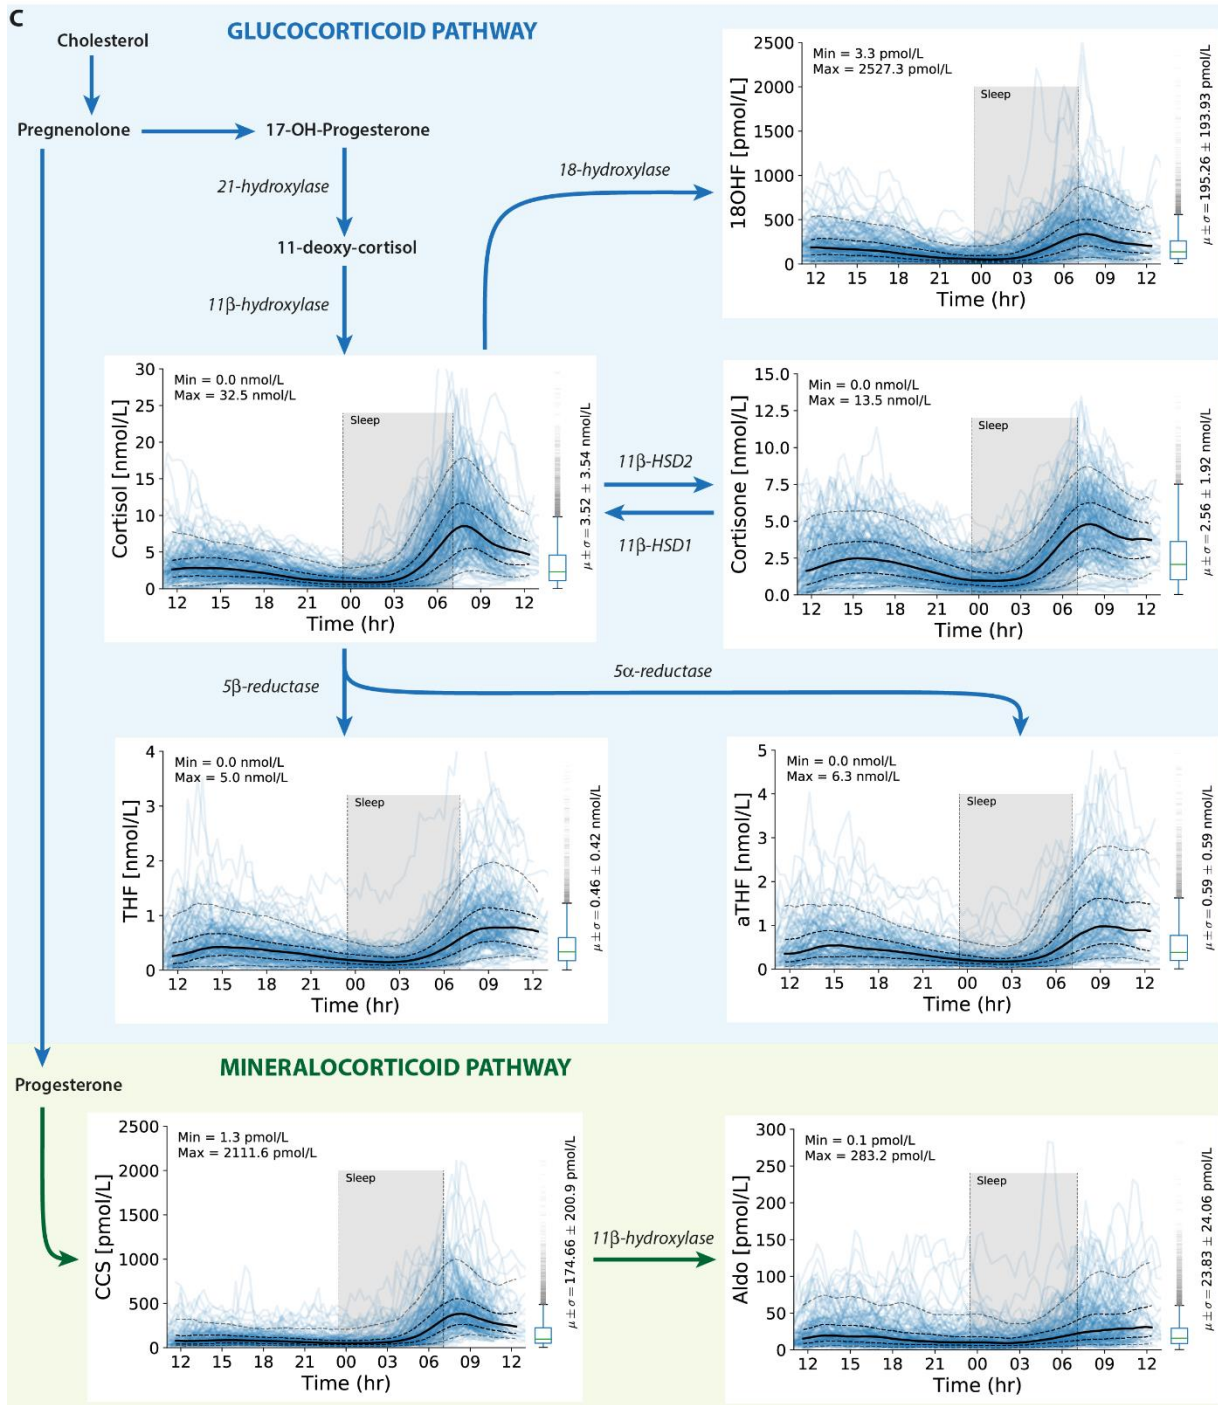 C
GLUCOCORTICOID PATHWAY
Cholesterol
Pregnenolone
17-OH-Progesterone
21-hydroxylase
11-deoxy-cortisol
11β-hydroxylase
18-hydroxylase
18OHF [pmol/L]
2500
2000
1500
1000
500
0
Min = 3.3 pmol/L
Max = 2527.3 pmol/L
Sleep
12 15 18 21 00 03 06 09 12
Time (hr)
μ ± σ = 195.26 ± 193.93 pmol/L
Cortisol [nmol/L]
30
25
20
15
10
5
0
Min = 0.0 nmol/L
Max = 32.5 nmol/L
Sleep
12 15 18 21 00 03 06 09 12
Time (hr)
μ ± σ = 3.52 ± 3.54 nmol/L
11β-HSD2
11β-HSD1
Cortisone [nmol/L]
15.0
12.5
10.0
7.5
5.0
2.5
0.0
Min = 0.0 nmol/L
Max = 13.5 nmol/L
Sleep
12 15 18 21 00 03 06 09 12
Time (hr)
μ ± σ = 2.56 ± 1.92 nmol/L
5β-reductase
5α-reductase
THF [nmol/L]
4
3
2
1
0
Min = 0.0 nmol/L
Max = 5.0 nmol/L
Sleep
12 15 18 21 00 03 06 09 12
Time (hr)
μ ± σ = 0.46 ± 0.42 nmol/L
aTHF [nmol/L]
5
4
3
2
1
0
Min = 0.0 nmol/L
Max = 6.3 nmol/L
Sleep
12 15 18 21 00 03 06 09 12
Time (hr)
μ ± σ = 0.59 ± 0.59 nmol/L
MINERALOCORTICOID PATHWAY
Progesterone
CCS [pmol/L]
2500
2000
1500
1000
500
0
Min = 1.3 pmol/L
Max = 2111.6 pmol/L
Sleep
12 15 18 21 00 03 06 09 12
Time (hr)
μ ± σ = 174.66 ± 200.9 pmol/L
11β-hydroxylase
Aldo [pmol/L]
300
250
200
150
100
50
0
Min = 0.1 pmol/L
Max = 283.2 pmol/L
Sleep
12 15 18 21 00 03 06 09 12
Time (hr)
μ ± σ = 23.83 ± 24.06 pmol/L